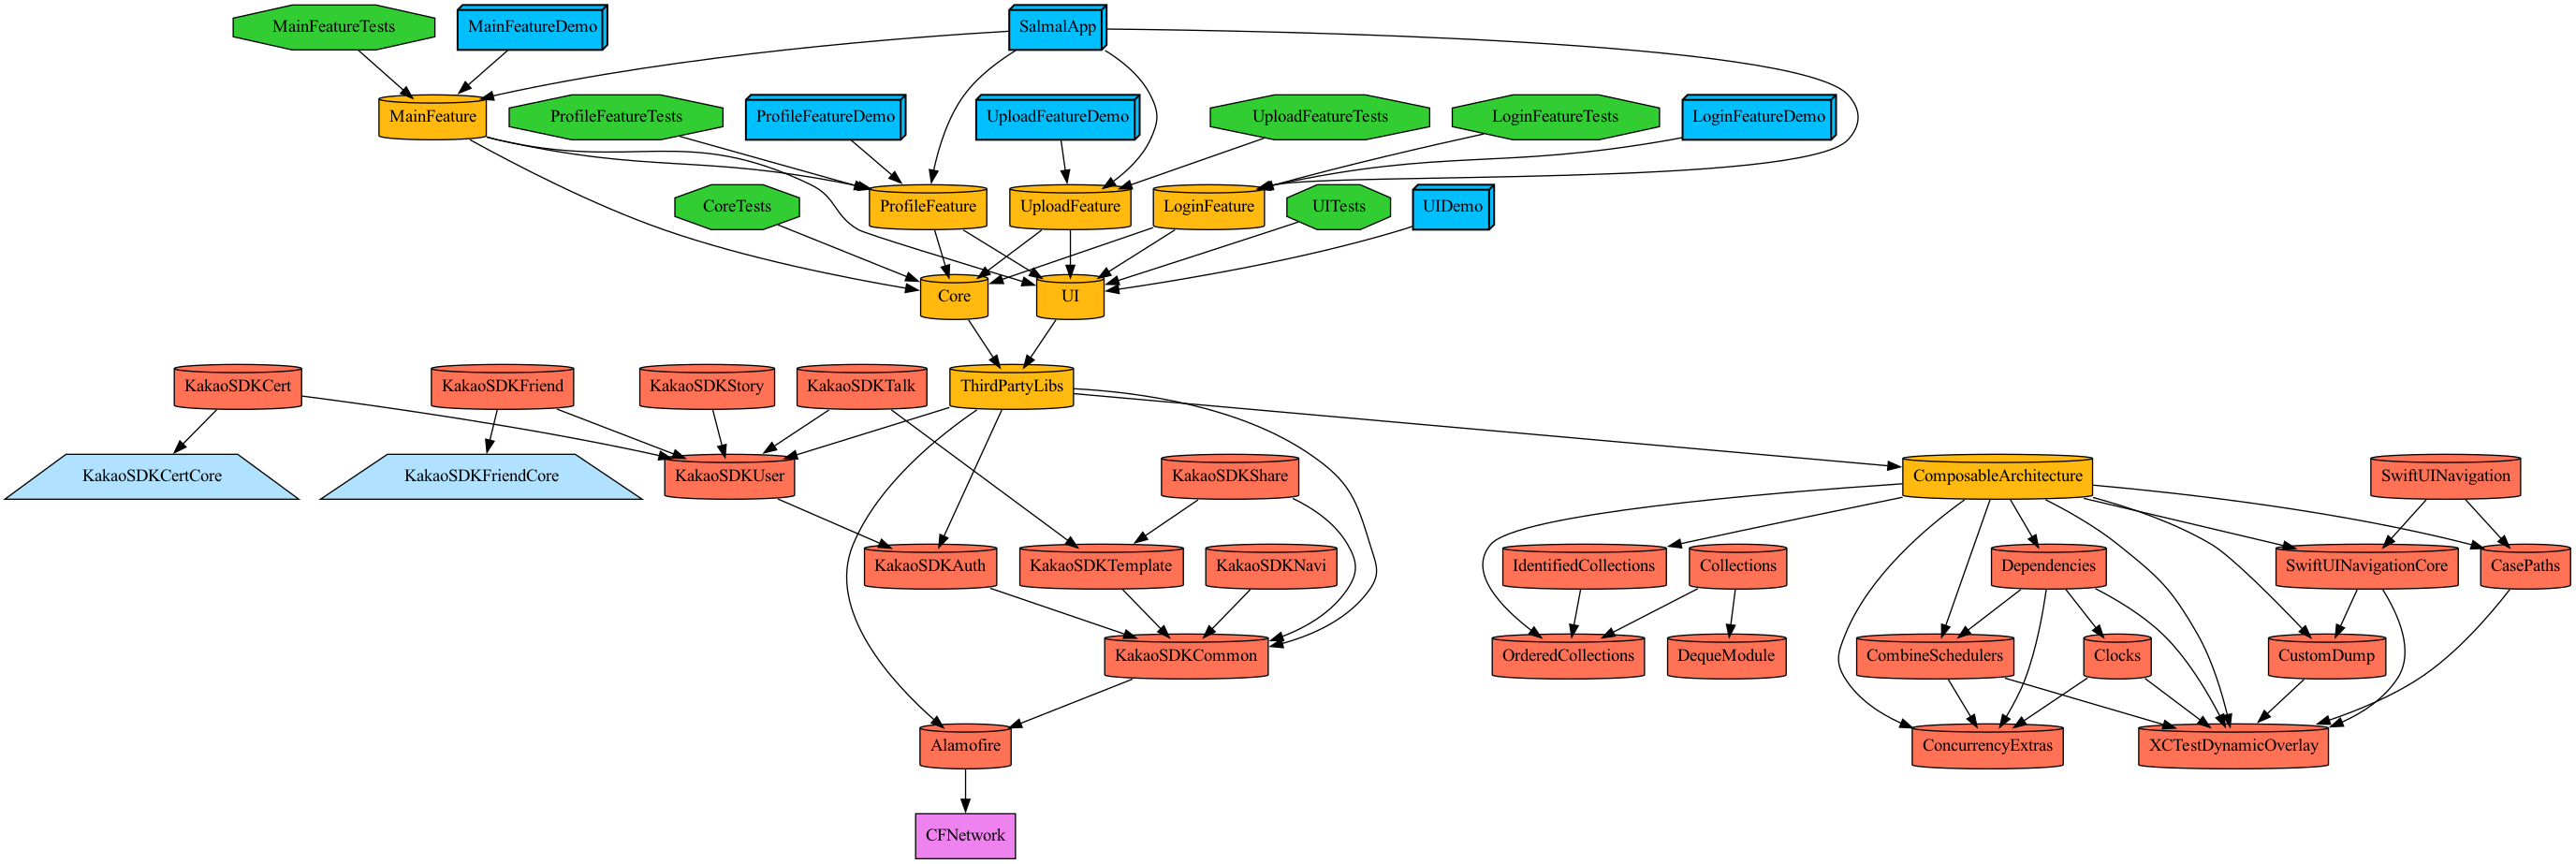 MainFeatureTests
MainFeatureDemo
SalmalApp
MainFeature
ProfileFeatureTests
ProfileFeatureDemo
UploadFeatureDemo
UploadFeatureTests
LoginFeatureTests
LoginFeatureDemo
CoreTests
ProfileFeature
UploadFeature
LoginFeature
UITests
UIDemo
Core
UI
KakaoSDKCert
KakaoSDKFriend
KakaoSDKStory
KakaoSDKTalk
ThirdPartyLibs
KakaoSDKCertCore
KakaoSDKFriendCore
KakaoSDKUser
KakaoSDKShare
ComposableArchitecture
SwiftUINavigation
KakaoSDKAuth
KakaoSDKTemplate
KakaoSDKNavi
IdentifiedCollections
Collections
Dependencies
SwiftUINavigationCore
CasePaths
KakaoSDKCommon
OrderedCollections
DequeModule
CombineSchedulers
Clocks
CustomDump
Alamofire
ConcurrencyExtras
XCTestDynamicOverlay
CFNetwork